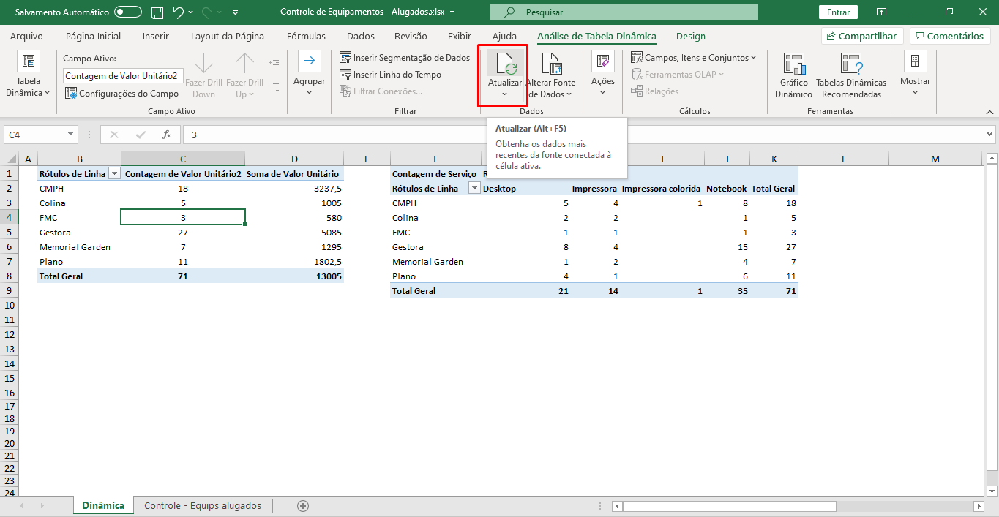 Salvamento Automático
Controle de Equipamentos - Alugados.xlsx
Pesquisar
Entrar
Arquivo Página Inicial Inserir Layout da Página Fórmulas Dados Revisão Exibir Ajuda Análise de Tabela Dinâmica Design
Compartilhar Comentários
Tabela
Dinâmica
Campo Ativo:
Contagem de Valor Unitário2
Configurações do Campo
Fazer Drill
Down
Fazer Drill
Up
Campo Ativo
Agrupar
Inserir Segmentação de Dados
Inserir Linha do Tempo
Filtrar Conexões...
Filtrar
Atualizar
Alterar Fonte
de Dados
Dados
Ações
Campos, Itens e Conjuntos
Ferramentas OLAP
Relações
Cálculos
Gráfico
Dinâmico
Tabelas Dinâmicas
Recomendadas
Ferramentas
Mostrar
C4
fx
3
Atualizar (Alt+F5)
Obtenha os dados mais
recentes da fonte conectada à
célula ativa.
A B C D E F I J K L M
1 Rótulos de Linha Contagem de Valor Unitário2 Soma de Valor Unitário Contagem de Serviço
2 CMPH 18 3237,5 Rótulos de Linha Desktop Impressora Impressora colorida Notebook Total Geral
3 Colina 5 1005 CMPH 5 4 1 8 18
4 FMC 3 580 Colina 2 2 1 5
5 Gestora 27 5085 FMC 1 1 1 3
6 Memorial Garden 7 1295 Gestora 8 4 15 27
7 Plano 11 1802,5 Memorial Garden 1 2 4 7
8 Total Geral 71 13005 Plano 4 1 6 11
9 Total Geral 21 14 1 35 71
10
11
12
13
14
15
16
17
18
19
20
21
22
23
24
Dinâmica Controle - Equips alugados